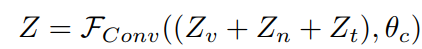 $Z = \mathcal{F}_{Conv}((Z_v + Z_n + Z_t), \theta_c)$